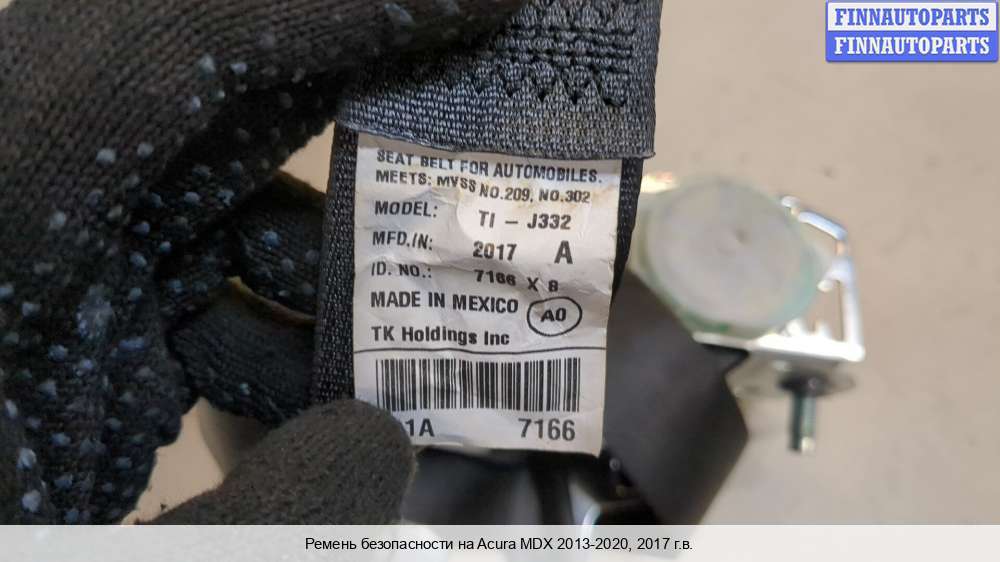 FINNAUTOPARTS
FINNAUTOPARTS
SEAT BELT FOR AUTOMOBILES.
MEETS: MVSS NO.209, NO.302
MODEL: TI - J332
MFD.IN: 2017 A
ID. NO.: 7166 X 8
MADE IN MEXICO A0
TK Holdings Inc
1A 7166
Ремень безопасности на Acura MDX 2013-2020, 2017 г.в.